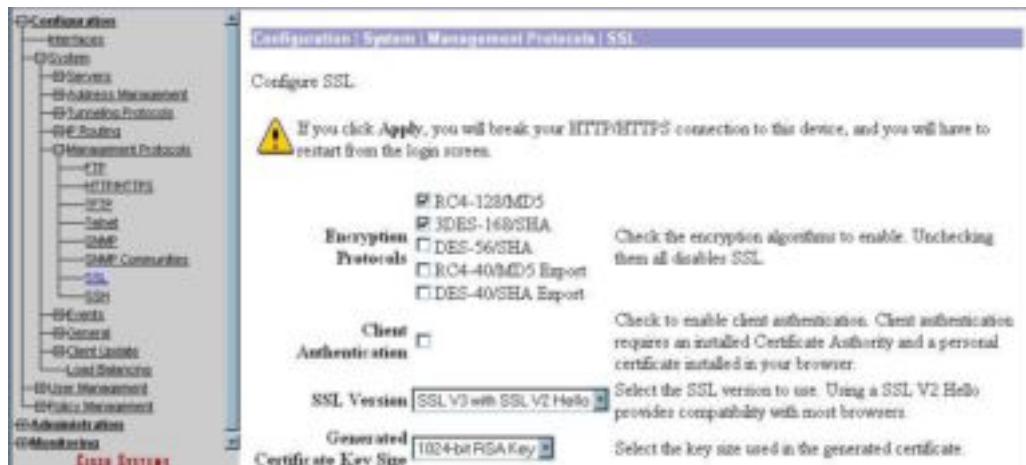 Configuration
Interfaces
System
Servers
Address Management
Tunneling Protocols
IP Routing
Management Protocols
FTP
HTTP/HTTPS
TFTP
Telnet
SNMP
SNMP Communities
SSL
SSH
Events
General
Client Update
Load Balancing
User Management
Policy Management
Administration
Monitoring
CISCO SYSTEMS
Configuration | System | Management Protocols | SSL
Configure SSL.
If you click Apply, you will break your HTTP/HTTPS connection to this device, and you will have to
restart from the login screen.
Encryption
Protocols
RC4-128/MD5
3DES-168/SHA
DES-56/SHA
RC4-40/MD5 Export
DES-40/SHA Export
Check the encryption algorithms to enable. Unchecking
them all disables SSL.
Client
Authentication
Check to enable client authentication. Client authentication
requires an installed Certificate Authority and a personal
certificate installed in your browser.
SSL Version
SSL V3 with SSL V2 Hello
Select the SSL version to use. Using a SSL V2 Hello
provides compatibility with most browsers.
Generated
Certificate Key Size
1024-bit RSA Key
Select the key size used in the generated certificate.